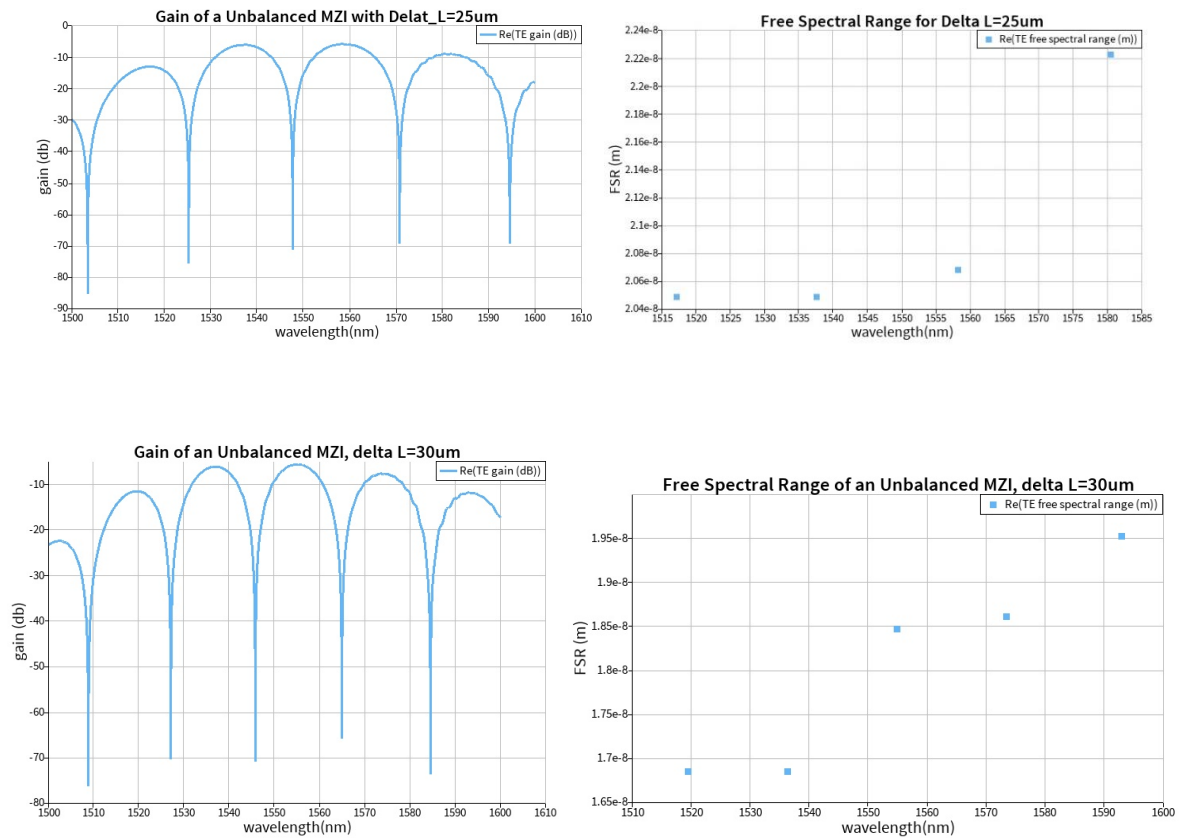 Gain of a Unbalanced MZI with Delat_L=25um
Re(TE gain (dB))
0
-10
-20
-30
-40
-50
-60
-70
-80
-90
gain (db)
1500 1510 1520 1530 1540 1550 1560 1570 1580 1590 1600 1610
wavelength(nm)
Free Spectral Range for Delta L=25um
Re(TE free spectral range (m))
2.24e-8
2.22e-8
2.2e-8
2.18e-8
2.16e-8
2.14e-8
2.12e-8
2.1e-8
2.08e-8
2.06e-8
2.04e-8
FSR (m)
1515 1520 1525 1530 1535 1540 1545 1550 1555 1560 1565 1570 1575 1580 1585
wavelength(nm)
Gain of an Unbalanced MZI, delta L=30um
Re(TE gain (dB))
-10
-20
-30
-40
-50
-60
-70
-80
gain (db)
1500 1510 1520 1530 1540 1550 1560 1570 1580 1590 1600 1610
wavelength(nm)
Free Spectral Range of an Unbalanced MZI, delta L=30um
Re(TE free spectral range (m))
1.95e-8
1.9e-8
1.85e-8
1.8e-8
1.75e-8
1.7e-8
1.65e-8
FSR (m)
1510 1520 1530 1540 1550 1560 1570 1580 1590 1600
wavelength(nm)